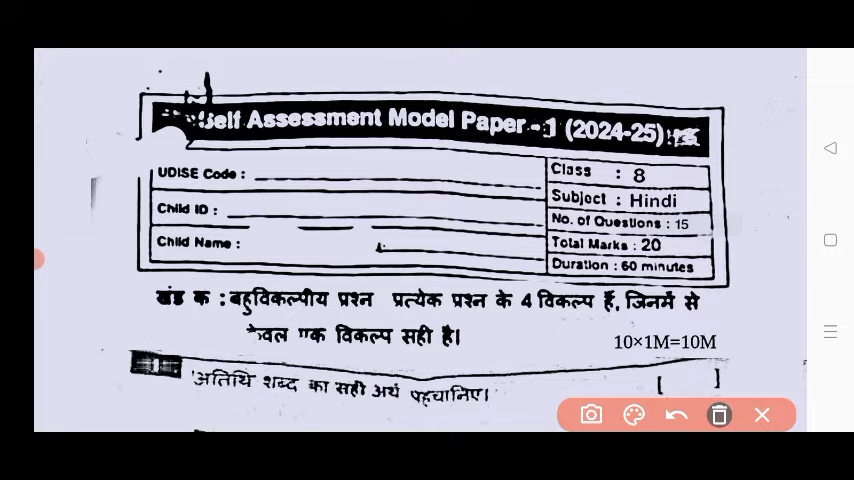 Self Assessment Model Paper - 1 (2024-25)
UDISE Code :
Child ID :
Child Name :
Class : 8
Subject : Hindi
No. of Questions : 15
Total Marks : 20
Duration : 60 minutes
खंड क : बहुविकल्पीय प्रश्न प्रत्येक प्रश्न के 4 विकल्प हैं, जिनमें से
केवल एक विकल्प सही है।
10×1M=10M
'अतिथि शब्द का सही अर्थ पहचानिए। [ ]